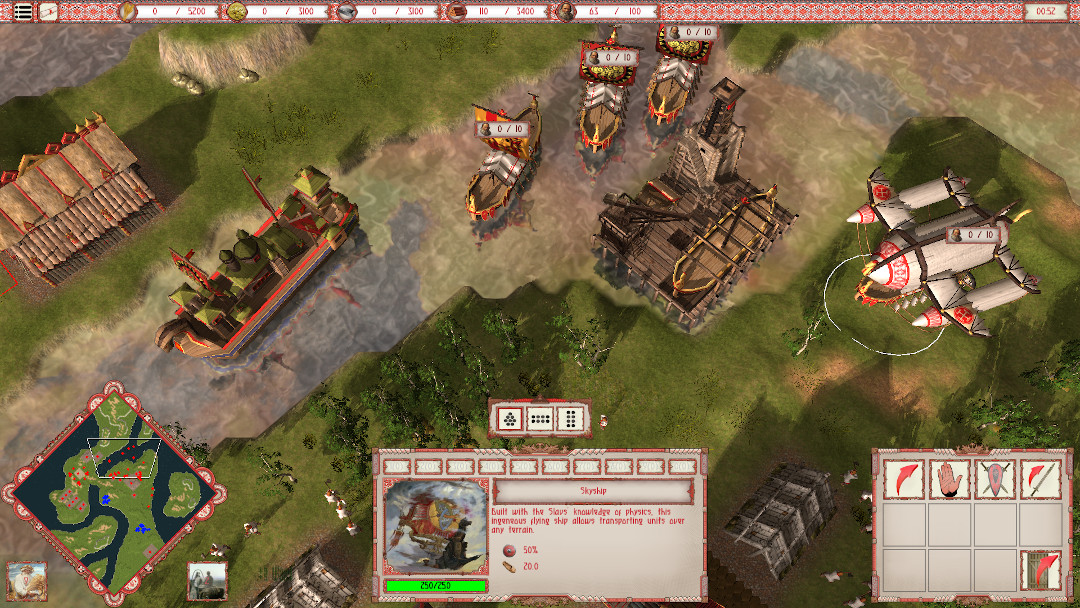 0 / 5200
0 / 3100
0 / 3100
110 / 3400
63 / 100
00:52
0 / 10
0 / 10
0 / 10
0 / 10
Skyship
Built with the Slavs' knowledge of physics, this
ingeneous flying ship allows transporting units over
any terrain.
50%
20.0
250/250